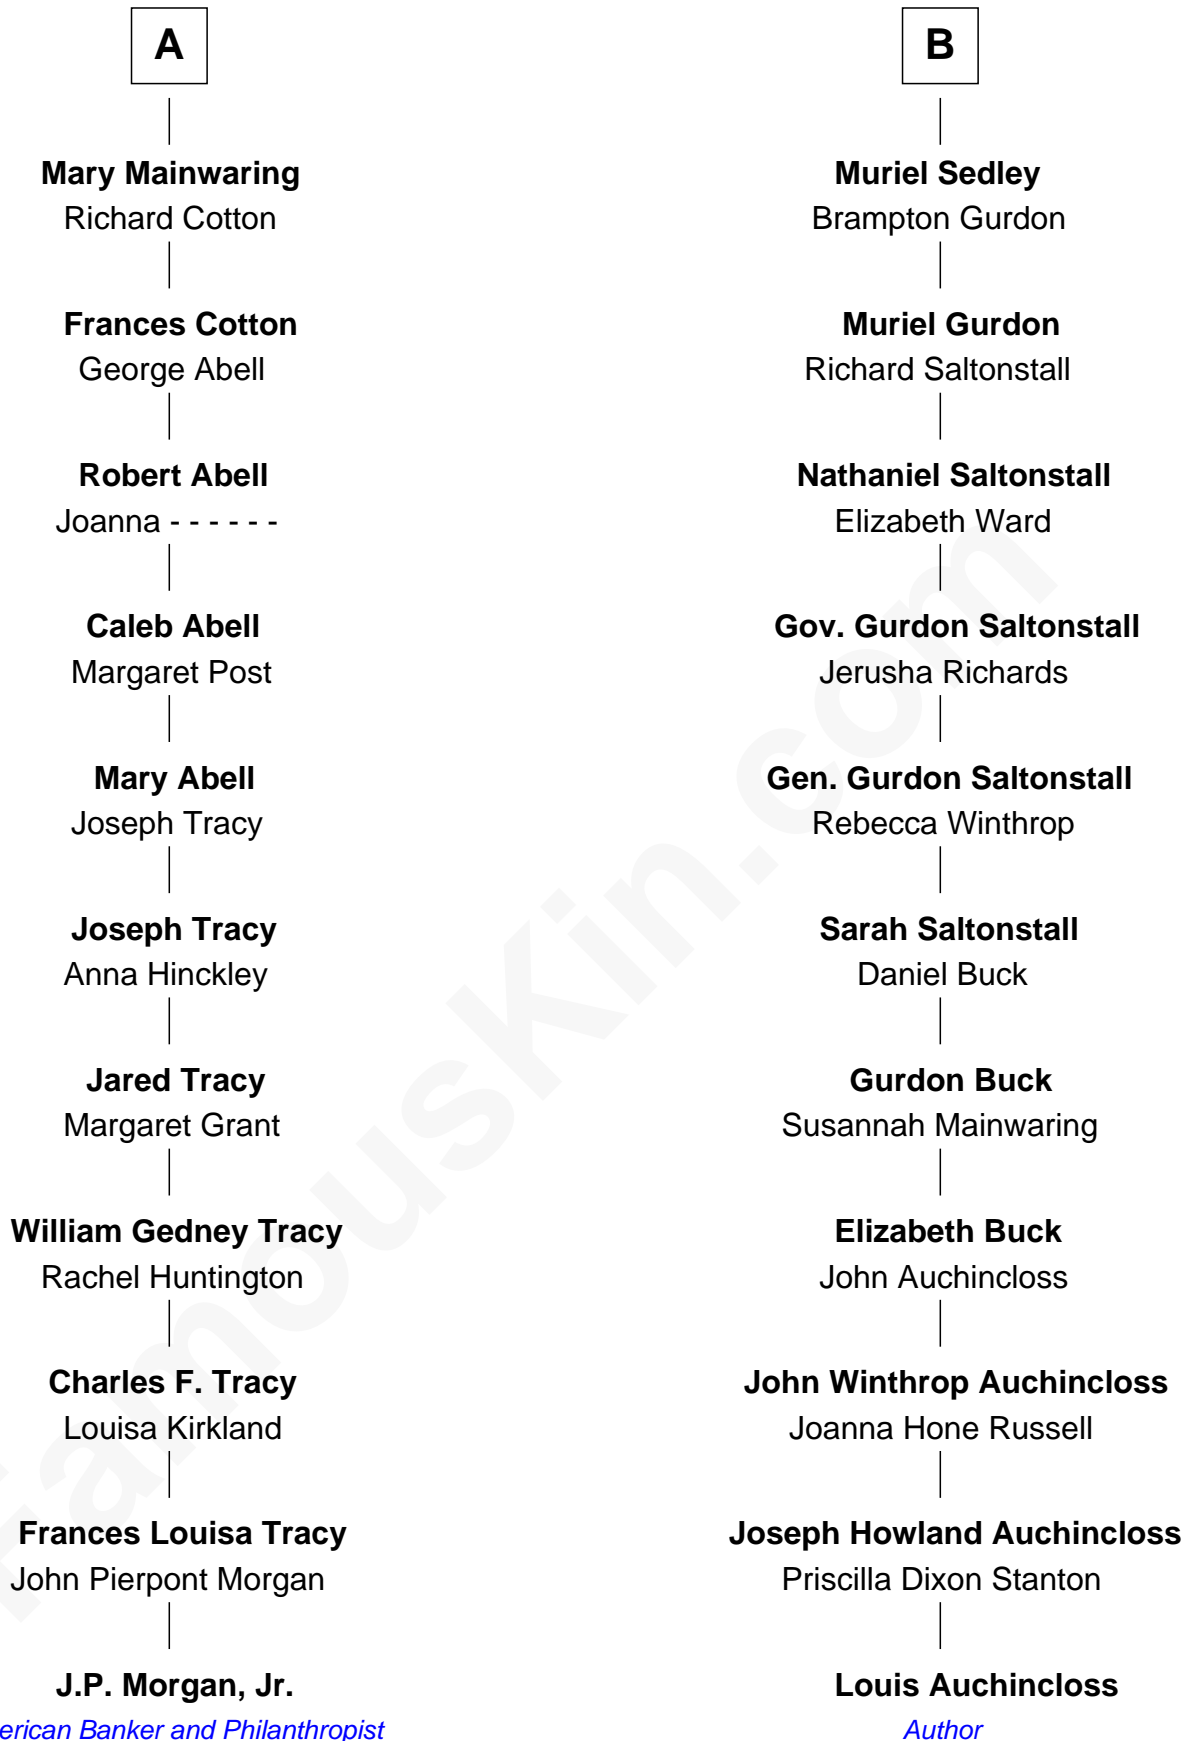 A
Mary Mainwaring
Richard Cotton
Frances Cotton
George Abell
Robert Abell
Joanna - - - - - -
Caleb Abell
Margaret Post
Mary Abell
Joseph Tracy
Joseph Tracy
Anna Hinckley
Jared Tracy
Margaret Grant
William Gedney Tracy
Rachel Huntington
Charles F. Tracy
Louisa Kirkland
Frances Louisa Tracy
John Pierpont Morgan
J.P. Morgan, Jr.
erican Banker and Philanthropist
B
Muriel Sedley
Brampton Gurdon
Muriel Gurdon
Richard Saltonstall
Nathaniel Saltonstall
Elizabeth Ward
Gov. Gurdon Saltonstall
Jerusha Richards
Gen. Gurdon Saltonstall
Rebecca Winthrop
Sarah Saltonstall
Daniel Buck
Gurdon Buck
Susannah Mainwaring
Elizabeth Buck
John Auchincloss
John Winthrop Auchincloss
Joanna Hone Russell
Joseph Howland Auchincloss
Priscilla Dixon Stanton
Louis Auchincloss
Author
FamousKin.com